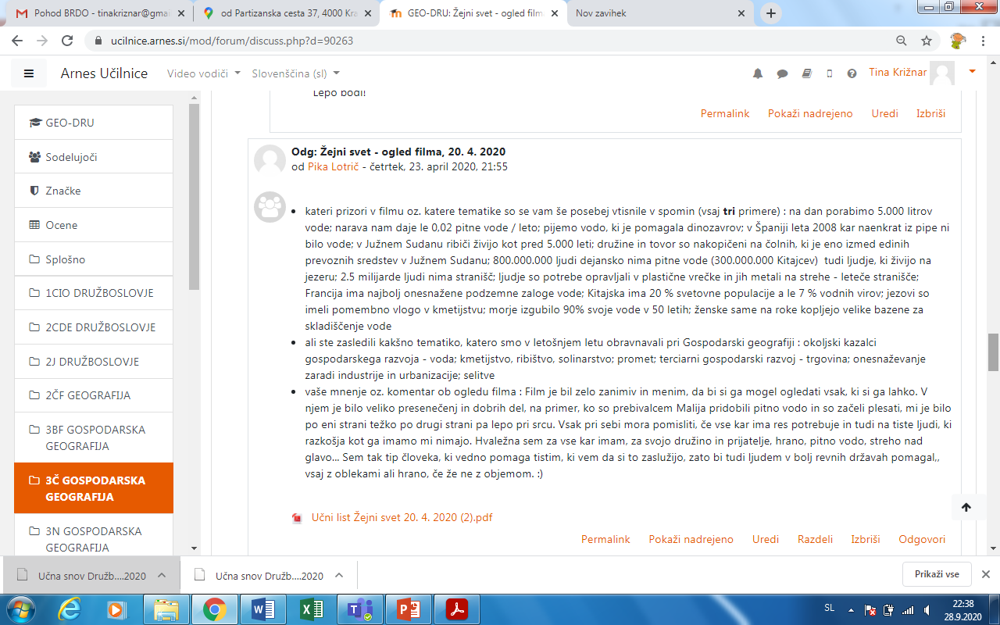 Pohod BRDO - tinakriznar@gmai
od Partizanska cesta 37, 4000 Kra
GEO-DRU: Žejni svet - ogled film
Nov zavihek
ucilnice.arnes.si/mod/forum/discuss.php?d=90263
Arnes Učilnice
Video vodiči
Slovenščina (sl)
Tina Križnar
GEO-DRU
Sodelujoči
Značke
Ocene
Splošno
1CIO DRUŽBOSLOVJE
2CDE DRUŽBOSLOVJE
2J DRUŽBOSLOVJE
2ČF GEOGRAFIJA
3BF GOSPODARSKA
GEOGRAFIJA
3Č GOSPODARSKA
GEOGRAFIJA
3N GOSPODARSKA
GEOGRAFIJA
Lepo bodi!
Permalink Pokaži nadrejeno Uredi Izbriši
Odg: Žejni svet - ogled filma, 20. 4. 2020
od Pika Lotrič - četrtek, 23. april 2020, 21:55
kateri prizori v filmu oz. katere tematike so se vam še posebej vtisnile v spomin (vsaj tri primere) : na dan porabimo 5.000 litrov
vode; narava nam daje le 0,02 pitne vode / leto; pijemo vodo, ki je pomagala dinozavrov; v Španiji leta 2008 kar naenkrat iz pipe ni
bilo vode; v Južnem Sudanu ribiči živijo kot pred 5.000 leti; družine in tovor so nakopičeni na čolnih, ki je eno izmed edinih
prevoznih sredstev v Južnem Sudanu; 800.000.000 ljudi dejansko nima pitne vode (300.000.000 Kitajcev) tudi ljudje, ki živijo na
jezeru; 2.5 milijarde ljudi nima stranišč; ljudje so potrebe opravljali v plastične vrečke in jih metali na strehe - leteče stranišče;
Francija ima najbolj onesnažene podzemne zaloge vode; Kitajska ima 20 % svetovne populacije a le 7 % vodnih virov; jezovi so
imeli pomembno vlogo v kmetijstvu; morje izgubilo 90% svoje vode v 50 letih; ženske same na roke kopljejo velike bazene za
skladiščenje vode
ali ste zasledili kakšno tematiko, katero smo v letošnjem letu obravnavali pri Gospodarski geografiji : okoljski kazalci
gospodarskega razvoja - voda; kmetijstvo, ribištvo, solinarstvo; promet; terciarni gospodarski razvoj - trgovina; onesnaževanje
zaradi industrije in urbanizacije; selitve
vaše mnenje oz. komentar ob ogledu filma : Film je bil zelo zanimiv in menim, da bi si ga mogel ogledati vsak, ki si ga lahko. V
njem je bilo veliko presenečenj in dobrih del, na primer, ko so prebivalcem Malija pridobili pitno vodo in so začeli plesati, mi je bilo
po eni strani težko po drugi strani pa lepo pri srcu. Vsak pri sebi mora pomisliti, če vse kar ima res potrebuje in tudi na tiste ljudi, ki
razkošja kot ga imamo mi nimajo. Hvaležna sem za vse kar imam, za svojo družino in prijatelje, hrano, pitno vodo, streho nad
glavo... Sem tak tip človeka, ki vedno pomaga tistim, ki vem da si to zaslužijo, zato bi tudi ljudem v bolj revnih državah pomagal,,
vsaj z oblekami ali hrano, če že ne z objemom. :)
Učni list Žejni svet 20. 4. 2020 (2).pdf
Permalink Pokaži nadrejeno Uredi Razdeli Izbriši Odgovori
Učna snov Družb....2020
Učna snov Družb....2020
Prikaži vse
SL
22:38
28.9.2020